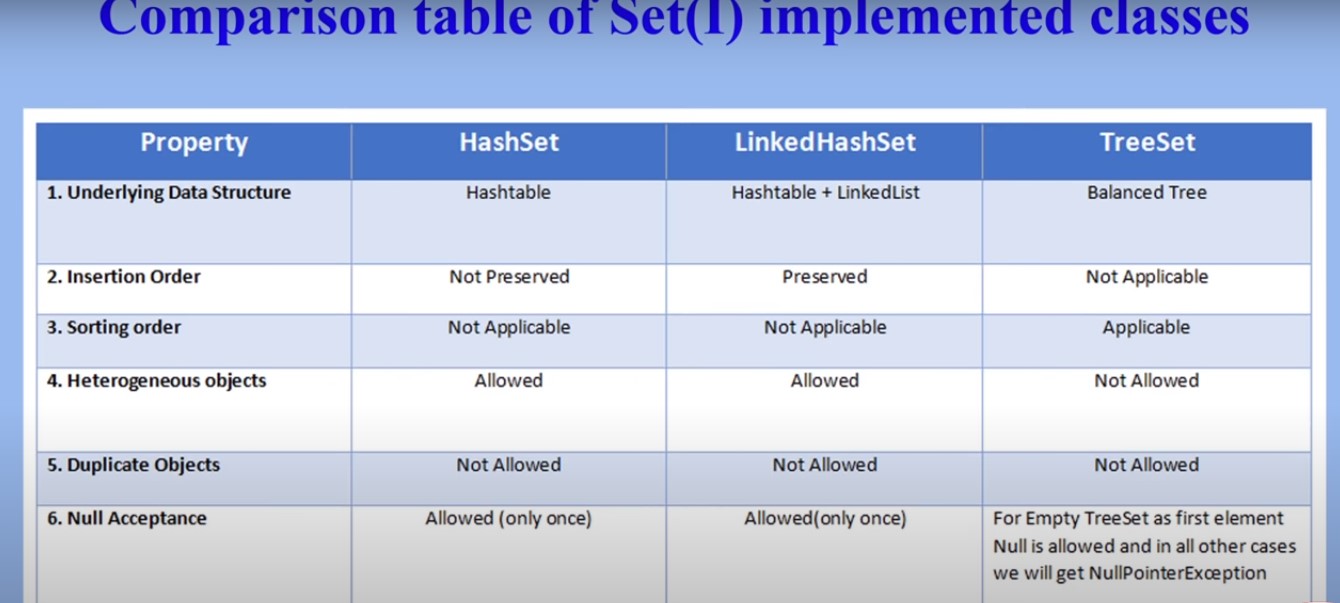 Comparison table of Set(I) implemented classes
Property HashSet LinkedHashSet TreeSet
1. Underlying Data Structure Hashtable Hashtable + LinkedList Balanced Tree
2. Insertion Order Not Preserved Preserved Not Applicable
3. Sorting order Not Applicable Not Applicable Applicable
4. Heterogeneous objects Allowed Allowed Not Allowed
5. Duplicate Objects Not Allowed Not Allowed Not Allowed
6. Null Acceptance Allowed (only once) Allowed(only once) For Empty TreeSet as first element
Null is allowed and in all other cases
we will get NullPointerException